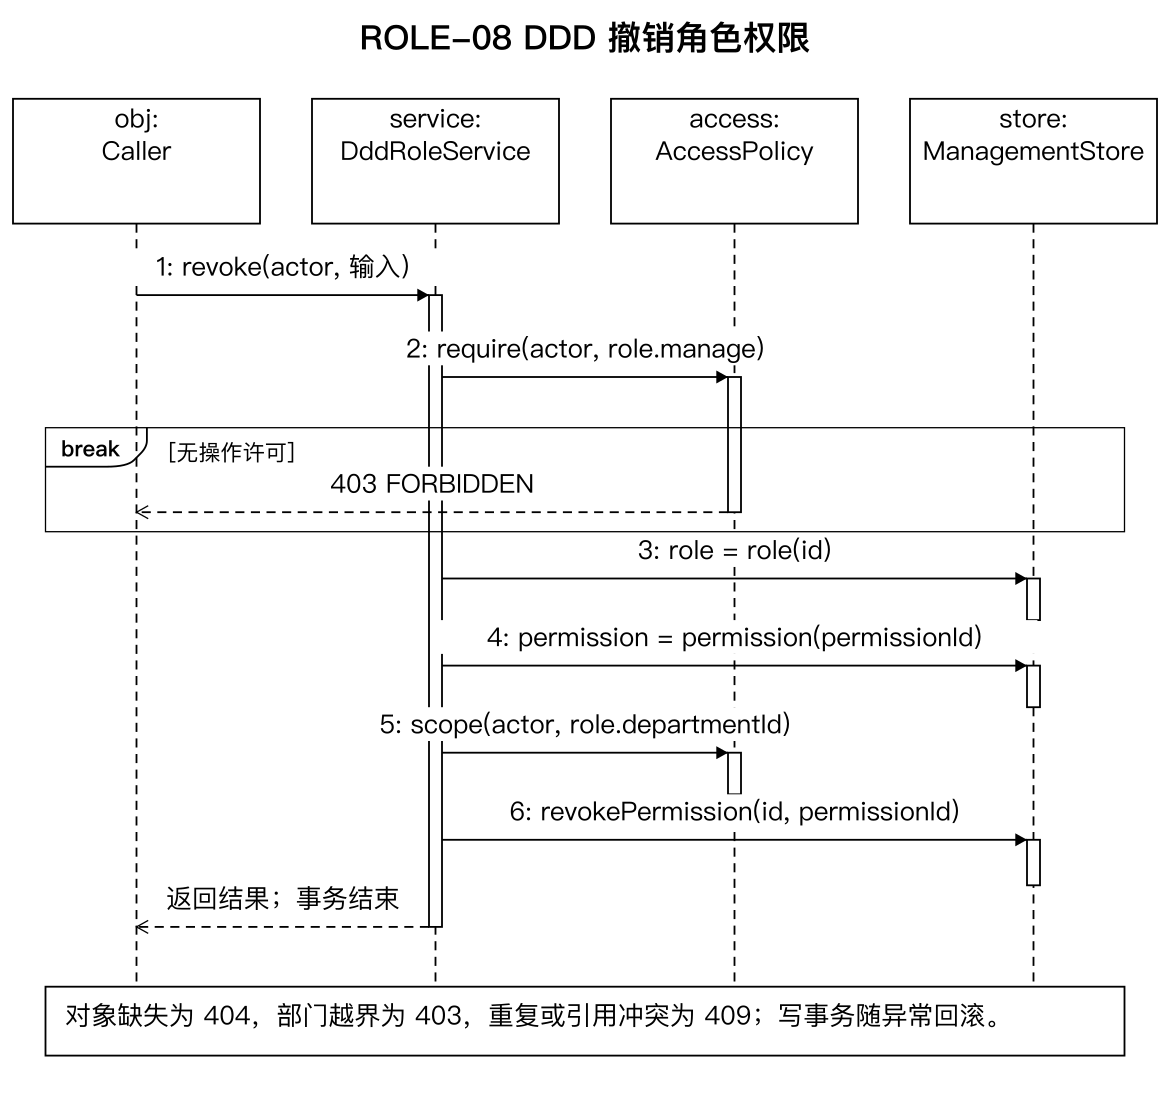 ROLE-08 DDD 撤销角色权限
obj:
Caller
service:
DddRoleService
access:
AccessPolicy
store:
ManagementStore
1: revoke(actor, 输入)
2: require(actor, role.manage)
break
[无操作许可]
403 FORBIDDEN
3: role = role(id)
4: permission = permission(permissionId)
5: scope(actor, role.departmentId)
6: revokePermission(id, permissionId)
返回结果；事务结束
对象缺失为 404，部门越界为 403，重复或引用冲突为 409；写事务随异常回滚。